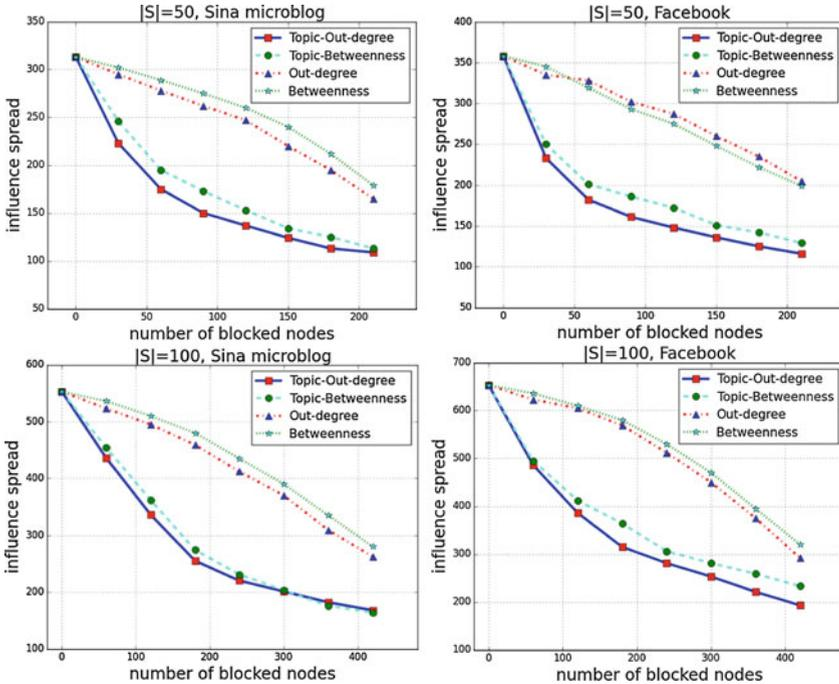 |S|=50, Sina microblog
350
300
250
200
150
100
50
influence spread
Topic-Out-degree
Topic-Betweenness
Out-degree
Betweenness
0 50 100 150 200
number of blocked nodes
|S|=50, Facebook
400
350
300
250
200
150
100
50
influence spread
Topic-Out-degree
Topic-Betweenness
Out-degree
Betweenness
0 50 100 150 200
number of blocked nodes
|S|=100, Sina microblog
600
500
400
300
200
100
influence spread
Topic-Out-degree
Topic-Betweenness
Out-degree
Betweenness
0 100 200 300 400
number of blocked nodes
|S|=100, Facebook
700
600
500
400
300
200
100
influence spread
Topic-Out-degree
Topic-Betweenness
Out-degree
Betweenness
0 100 200 300 400
number of blocked nodes